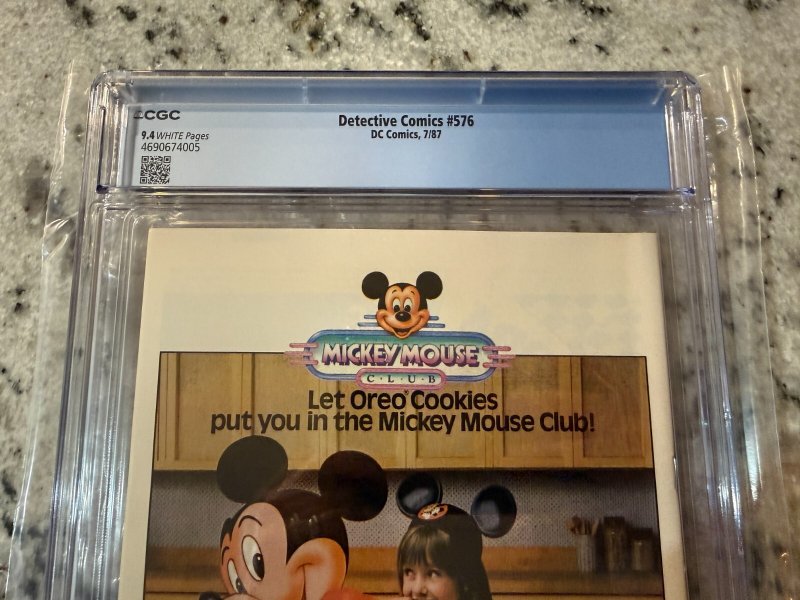 CGC
Detective Comics #576
DC Comics, 7/87
9.4 WHITE Pages
4690674005
MICKEY MOUSE
C·L·U·B
Let Oreo® Cookies
put you in the Mickey Mouse Club!